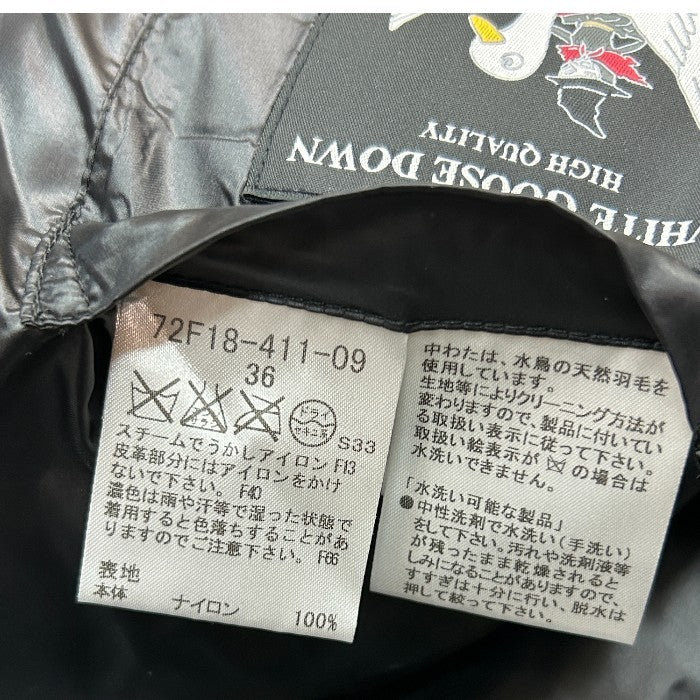 WHITE GOOSE DOWN
HIGH QUALITY
72F18-411-09
36
ドライ
セキユ系
S33
スチームでうかしアイロン F13
皮革部分にはアイロンをかけ
ないで下さい。 F40
濃色は雨や汗等で湿った状態で
着用すると色落ちすることがあ
りますのでご注意下さい。 F66
表地
本体 ナイロン 100%
中わたは、水鳥の天然羽毛を
使用しています。
生地等によりクリーニング方法が
変わりますので、製品に付いてい
る取扱い表示に従って下さい。
取扱い絵表示が の場合は
水洗いできません。
「水洗い可能な製品」
●中性洗剤で水洗い(手洗い)
をして下さい。汚れや洗剤液等
が残ったまま乾燥されると
しみになることがありますので、
すすぎは十分に行い、脱水は
押して絞って下さい。